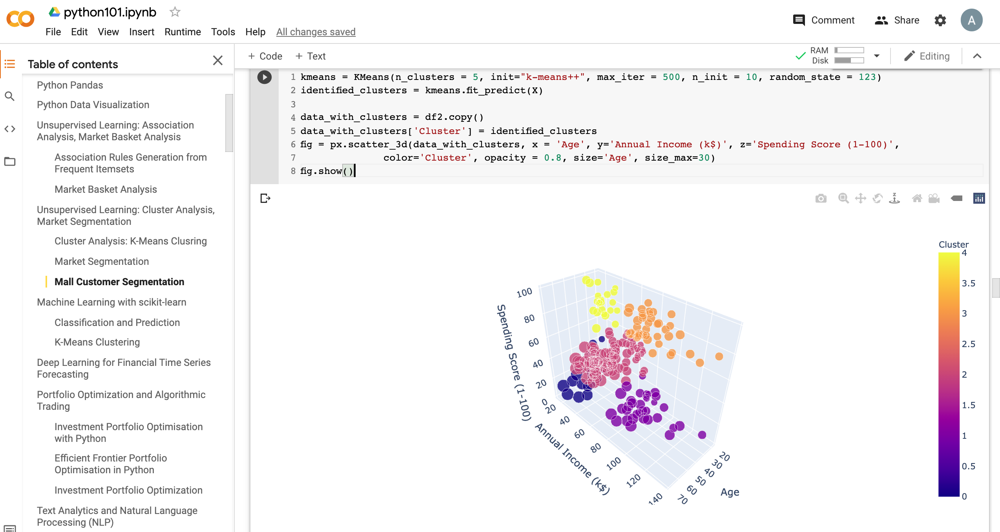 python101.ipynb
File Edit View Insert Runtime Tools Help All changes saved
Comment Share A
Table of contents
Python Pandas
Python Data Visualization
Unsupervised Learning: Association
Analysis, Market Basket Analysis
Association Rules Generation from
Frequent Itemsets
Market Basket Analysis
Unsupervised Learning: Cluster Analysis,
Market Segmentation
Cluster Analysis: K-Means Clusring
Market Segmentation
Mall Customer Segmentation
Machine Learning with scikit-learn
Classification and Prediction
K-Means Clustering
Deep Learning for Financial Time Series
Forecasting
Portfolio Optimization and Algorithmic
Trading
Investment Portfolio Optimisation
with Python
Efficient Frontier Portfolio
Optimisation in Python
Investment Portfolio Optimization
Text Analytics and Natural Language
Processing (NLP)
+ Code + Text
RAM
Disk
Editing
1 kmeans = KMeans(n_clusters = 5, init="k-means++", max_iter = 500, n_init = 10, random_state = 123)
2 identified_clusters = kmeans.fit_predict(X)
3
4 data_with_clusters = df2.copy()
5 data_with_clusters['Cluster'] = identified_clusters
6 fig = px.scatter_3d(data_with_clusters, x = 'Age', y='Annual Income (k$)', z='Spending Score (1-100)',
7 color='Cluster', opacity = 0.8, size='Age', size_max=30)
8 fig.show()
Spending Score (1-100)
100
80
60
40
20
0
Annual Income (k$)
20
40
60
80
100
120
140
Age
20
30
40
50
60
70
Cluster
4
3.5
3
2.5
2
1.5
1
0.5
0